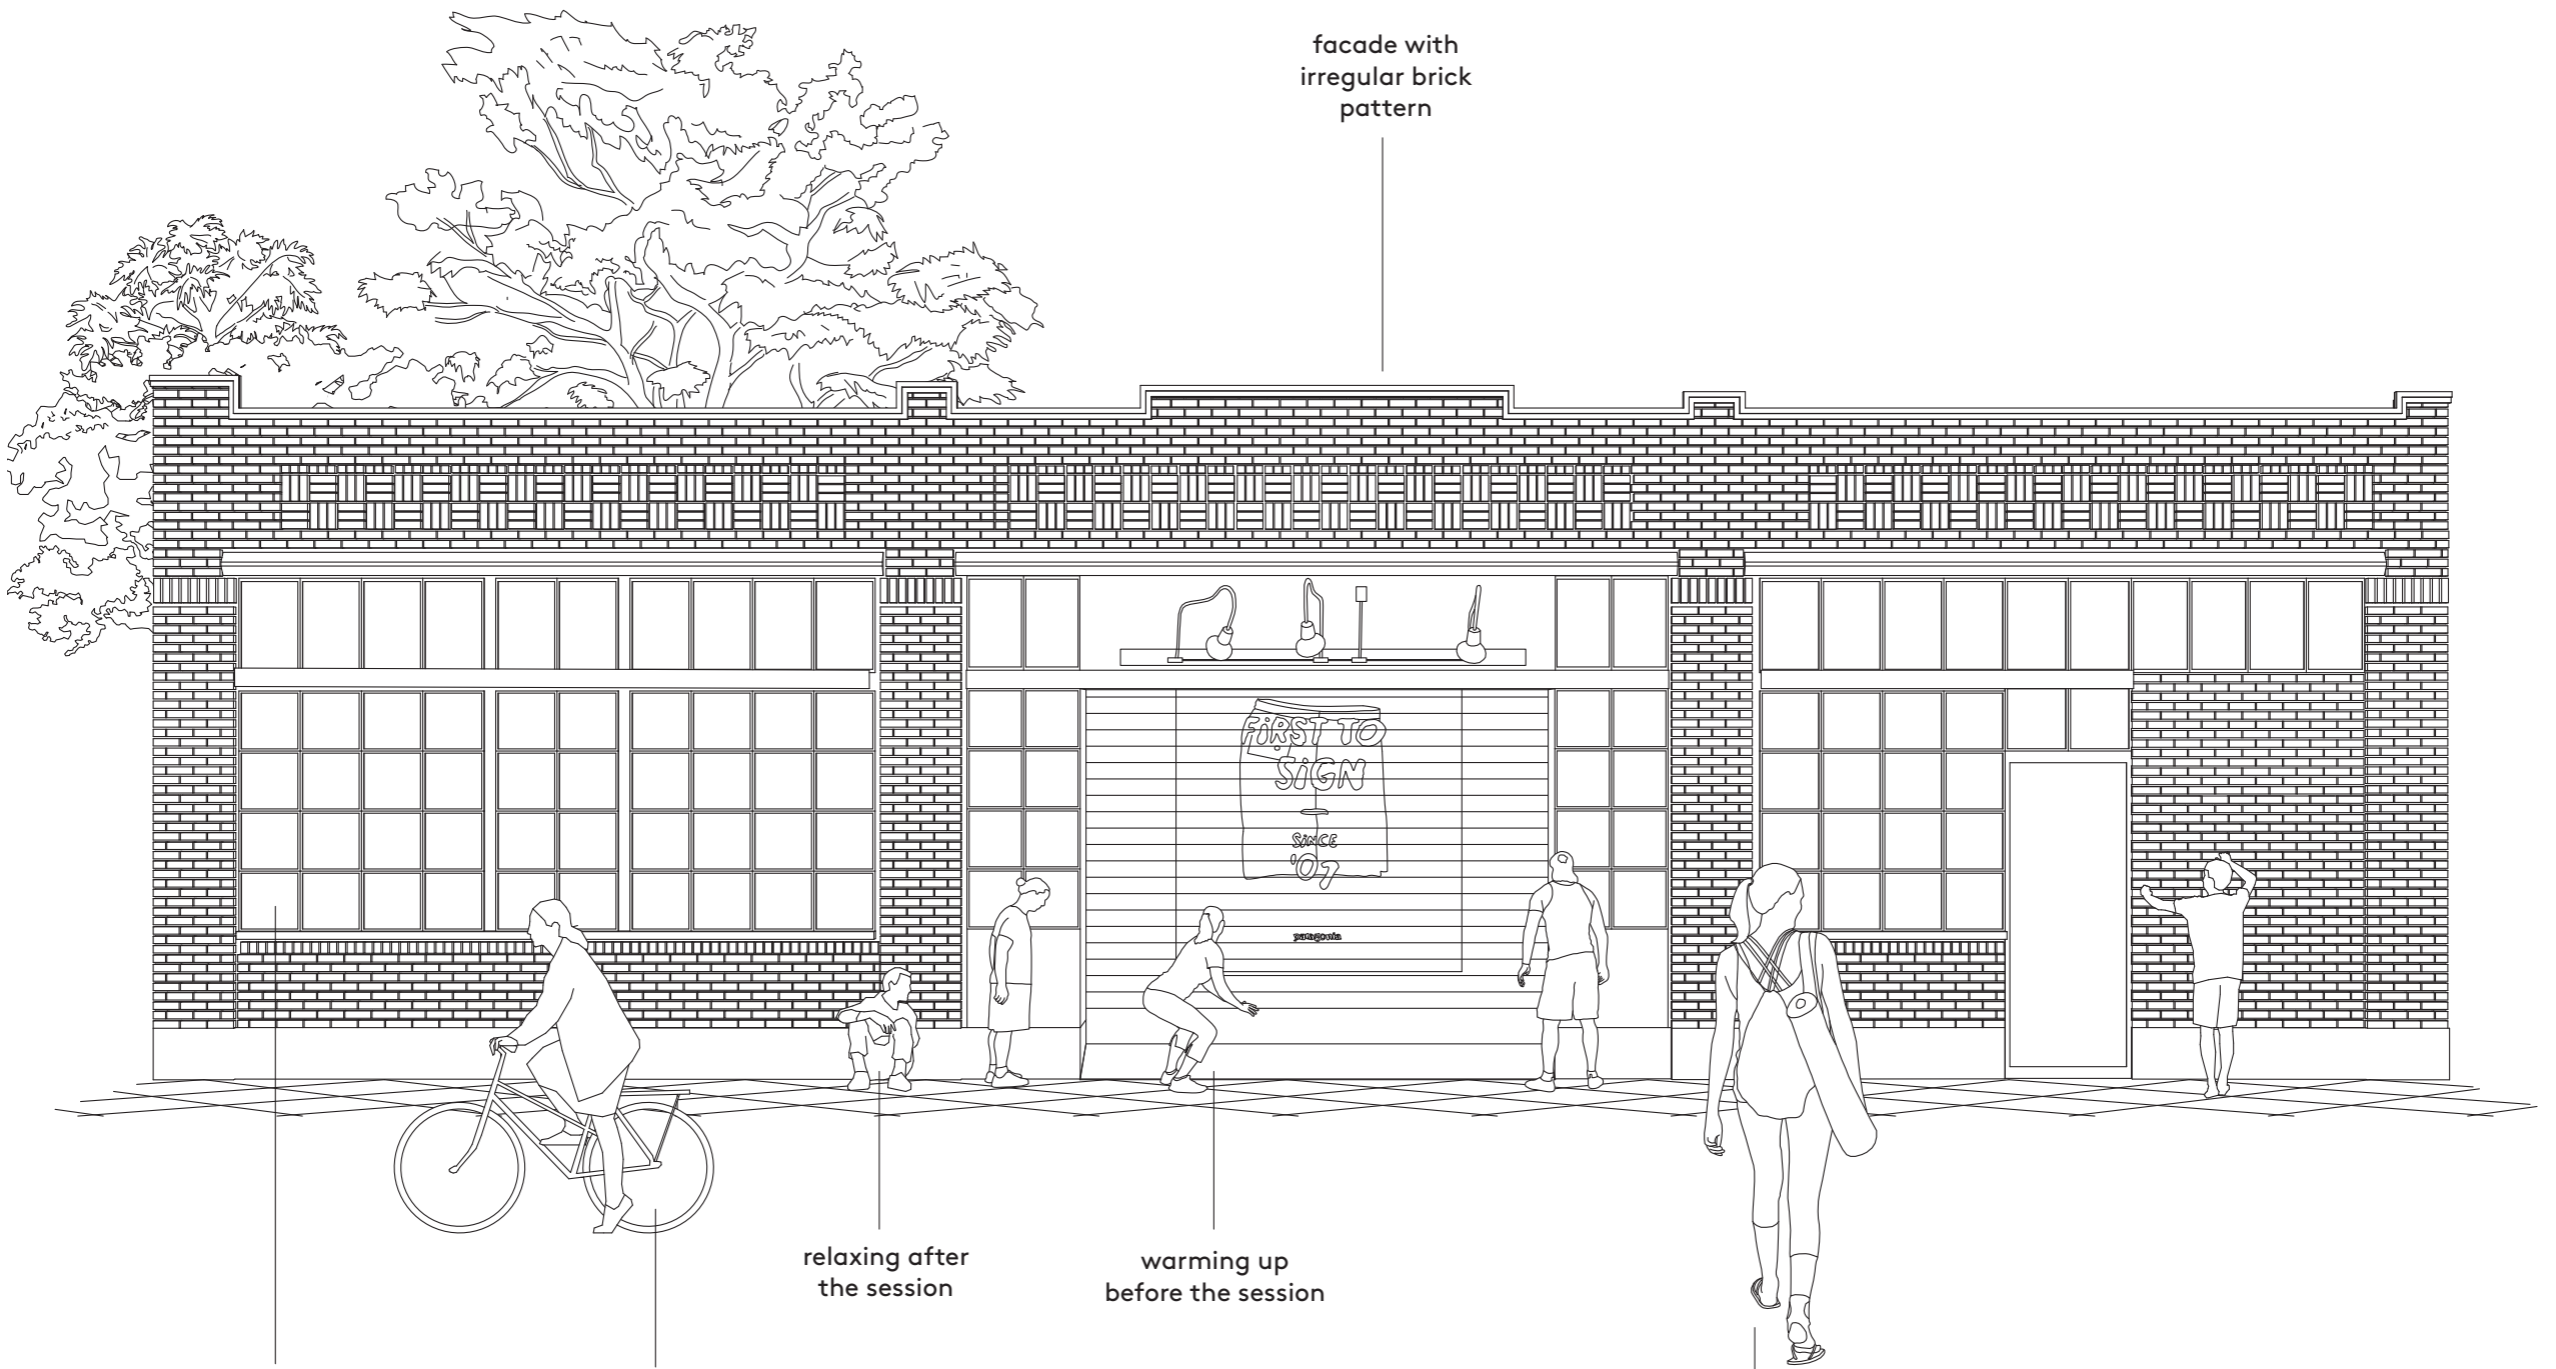 facade with
irregular brick
pattern
FiRST TO
SiGN
SiNCE
'07
patagonia
relaxing after
the session
warming up
before the session